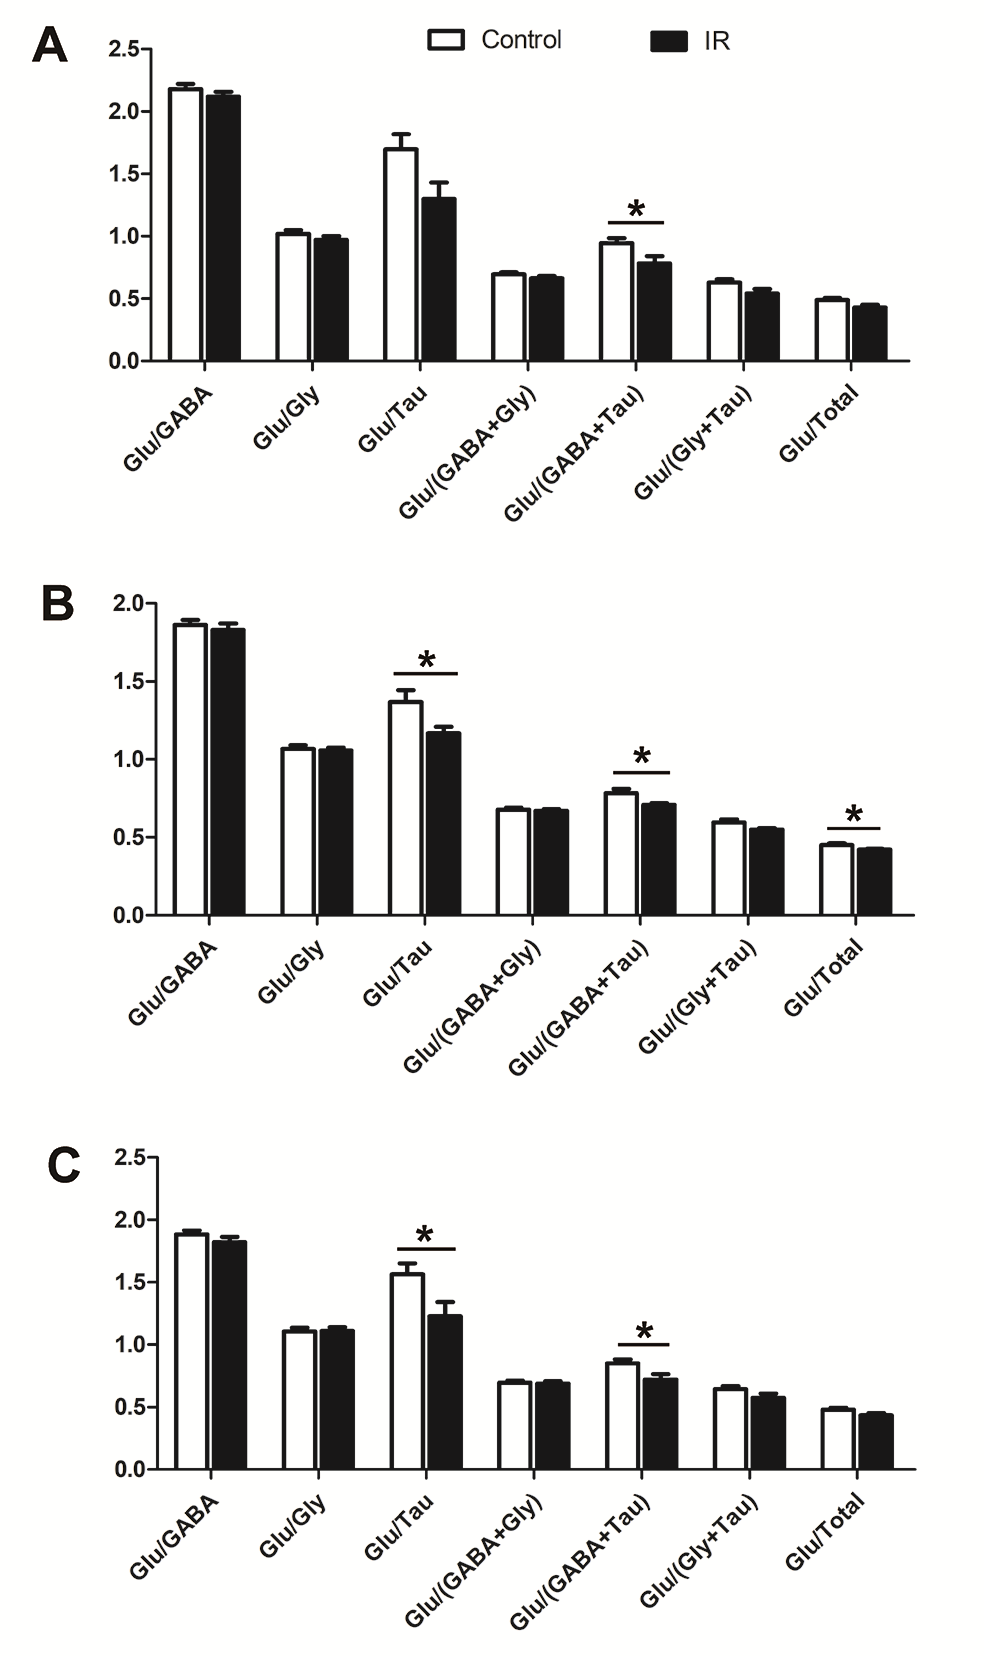 A
Control IR
2.5
2.0
1.5
1.0
0.5
0.0
*
Glu/GABA
Glu/Gly
Glu/Tau
Glu/(GABA+Gly)
Glu/(GABA+Tau)
Glu/(Gly+Tau)
Glu/Total
B
2.0
1.5
1.0
0.5
0.0
*
*
*
Glu/GABA
Glu/Gly
Glu/Tau
Glu/(GABA+Gly)
Glu/(GABA+Tau)
Glu/(Gly+Tau)
Glu/Total
C
2.5
2.0
1.5
1.0
0.5
0.0
*
*
Glu/GABA
Glu/Gly
Glu/Tau
Glu/(GABA+Gly)
Glu/(GABA+Tau)
Glu/(Gly+Tau)
Glu/Total